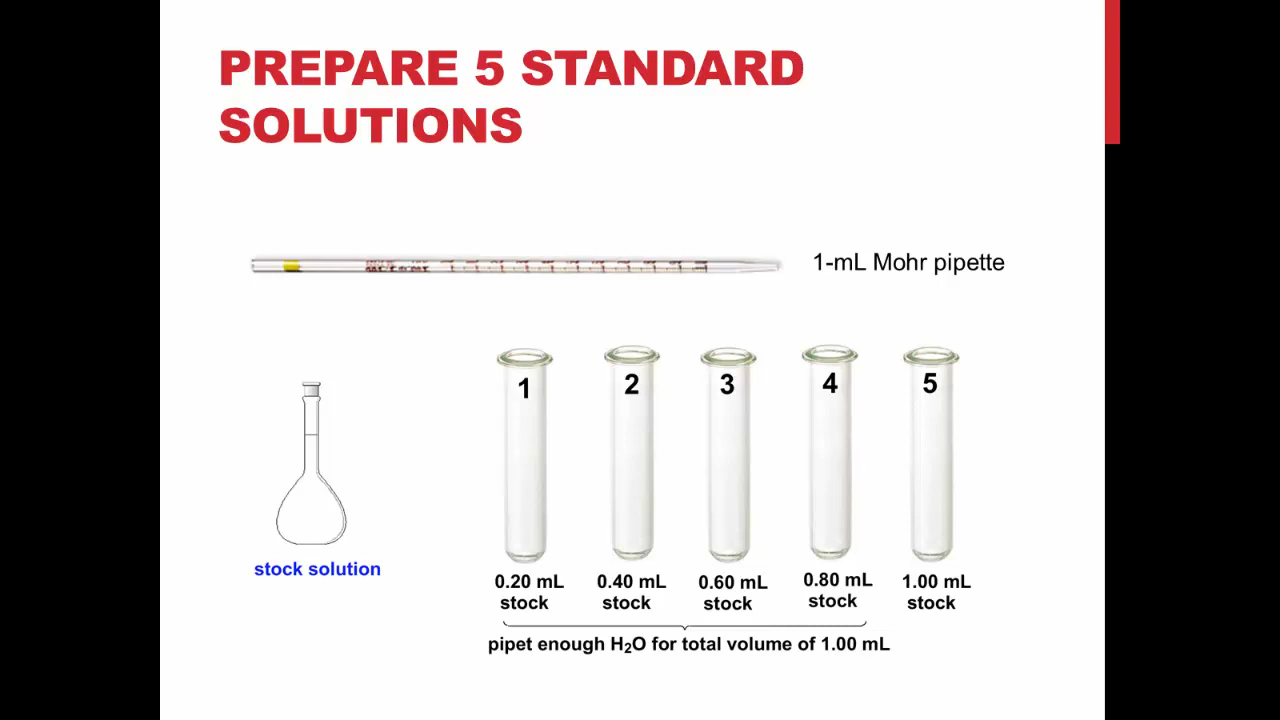 PREPARE 5 STANDARD
SOLUTIONS
1-mL Mohr pipette
1
2
3
4
5
stock solution
0.20 mL
stock
0.40 mL
stock
0.60 mL
stock
0.80 mL
stock
1.00 mL
stock
pipet enough H₂O for total volume of 1.00 mL